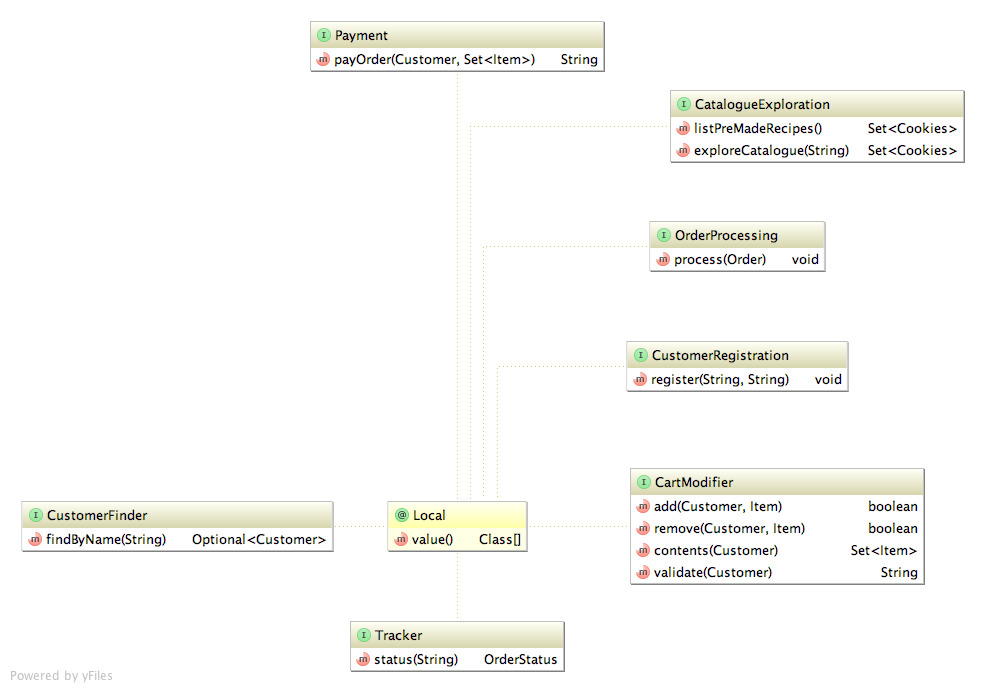 I Payment
m payOrder(Customer, Set<Item>) String
I CatalogueExploration
m listPreMadeRecipes() Set<Cookies>
m exploreCatalogue(String) Set<Cookies>
I OrderProcessing
m process(Order) void
I CustomerRegistration
m register(String, String) void
I CartModifier
m add(Customer, Item) boolean
m remove(Customer, Item) boolean
m contents(Customer) Set<Item>
m validate(Customer) String
I CustomerFinder
m findByName(String) Optional<Customer>
@ Local
m value() Class[]
I Tracker
m status(String) OrderStatus
Powered by yFiles